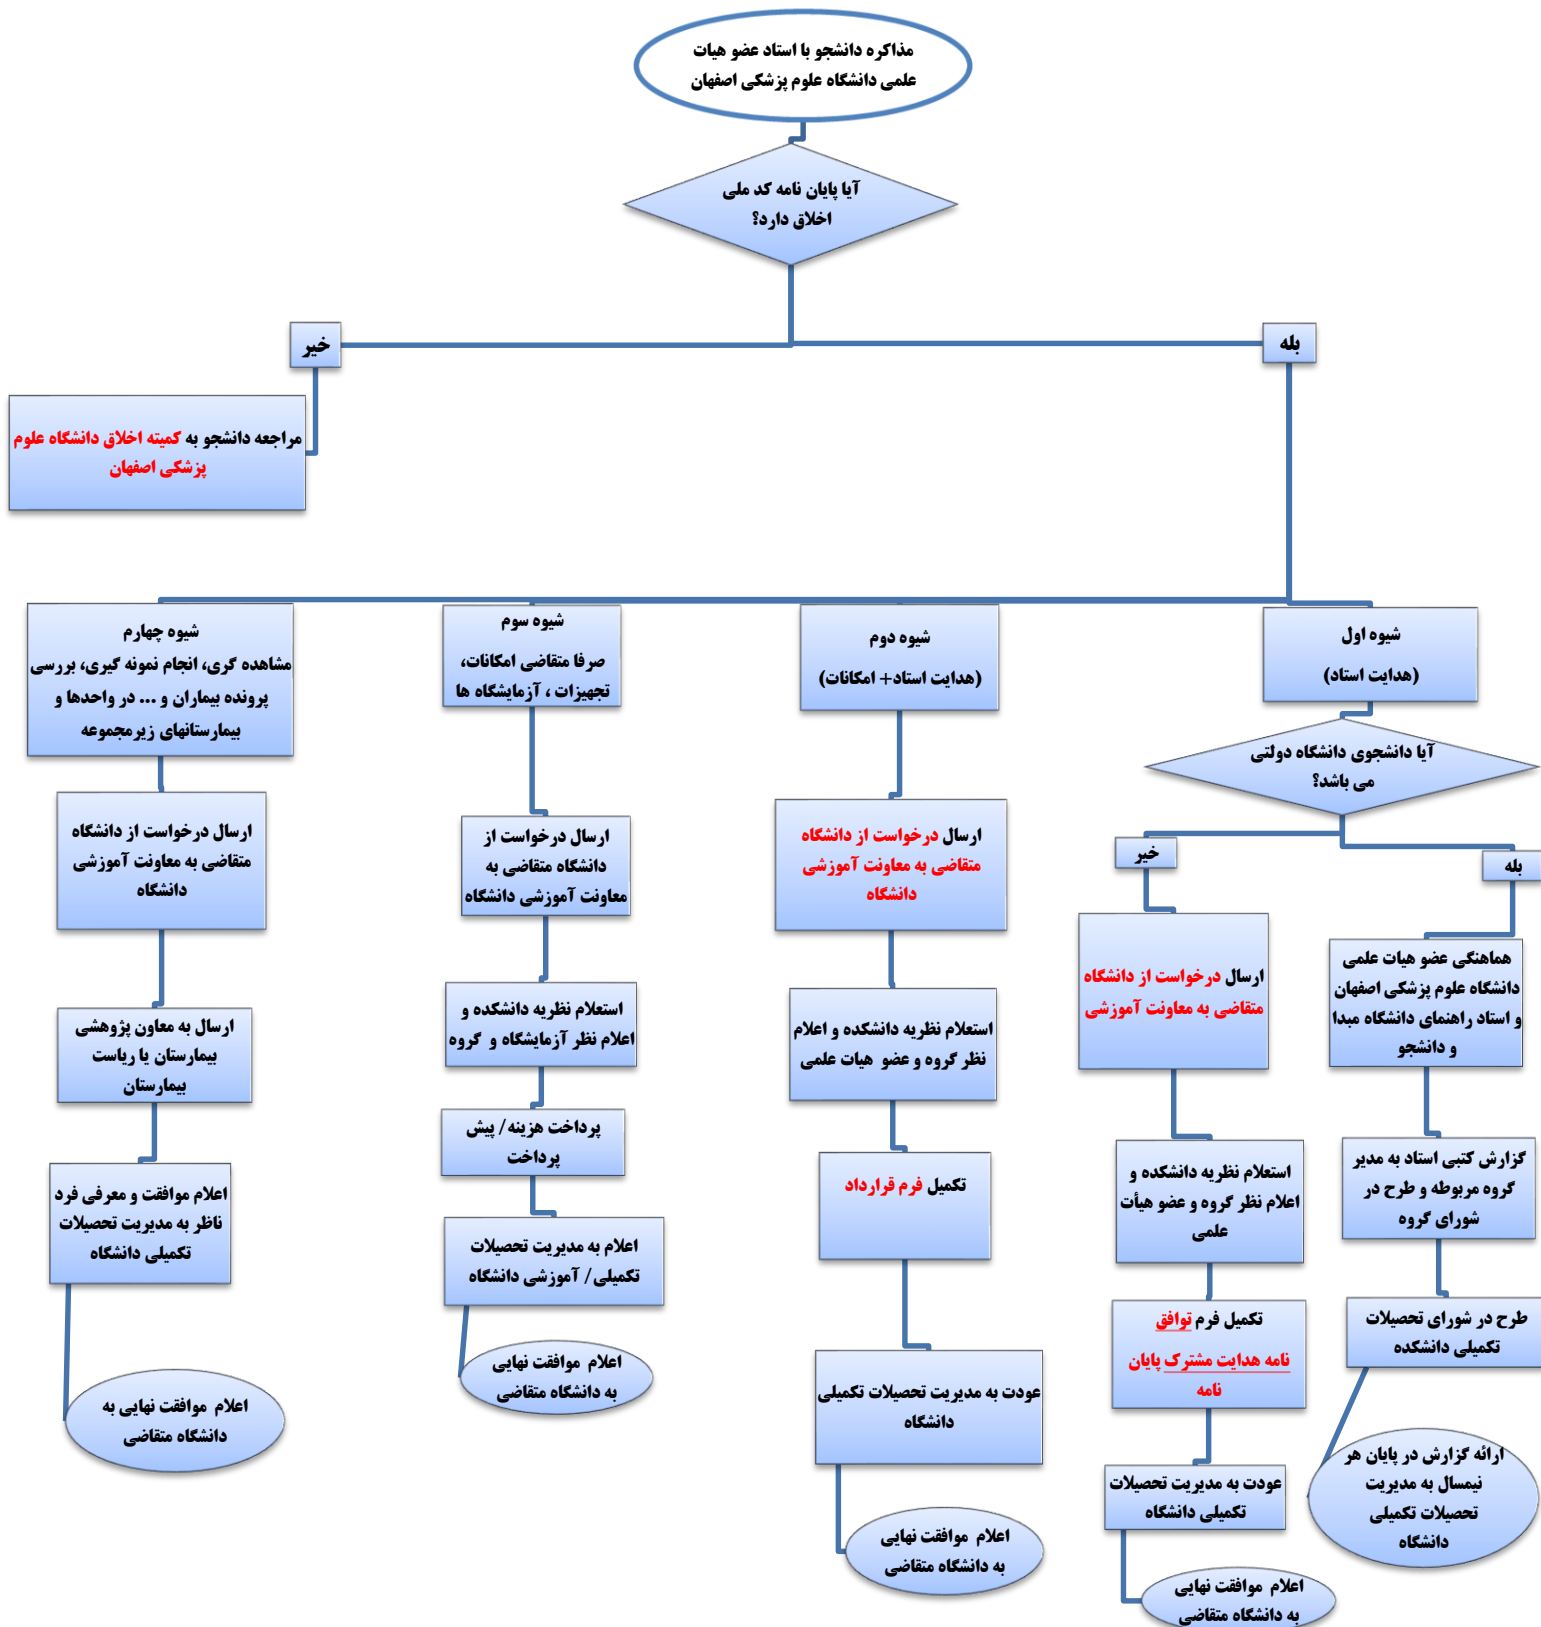 مذاکره دانشجو با استاد عضو هیات
علمی دانشگاه علوم پزشکی اصفهان
آیا پایان نامه کد ملی
اخلاق دارد؟
بله
خیر
مراجعه دانشجو به کمیته اخلاق دانشگاه علوم
پزشکی اصفهان
شیوه اول
(هدایت استاد)
آیا دانشجوی دانشگاه دولتی
می باشد؟
بله
هماهنگی عضو هیات علمی
دانشگاه علوم پزشکی اصفهان
و استاد راهنمای دانشگاه مبدا
و دانشجو
گزارش کتبی استاد به مدیر
گروه مربوطه و طرح در
شورای گروه
طرح در شورای تحصیلات
تکمیلی دانشکده
ارائه گزارش در پایان هر
نیمسال به مدیریت
تحصیلات تکمیلی
دانشگاه
خیر
ارسال درخواست از دانشگاه
متقاضی به معاونت آموزشی
استعلام نظریه دانشکده و
اعلام نظر گروه و عضو هیأت
علمی
تکمیل فرم توافق
نامه هدایت مشترک پایان
نامه
عودت به مدیریت تحصیلات
تکمیلی دانشگاه
اعلام موافقت نهایی
به دانشگاه متقاضی
شیوه دوم
(هدایت استاد+ امکانات)
ارسال درخواست از دانشگاه
متقاضی به معاونت آموزشی
دانشگاه
استعلام نظریه دانشکده و اعلام
نظر گروه و عضو هیات علمی
تکمیل فرم قرارداد
عودت به مدیریت تحصیلات تکمیلی
دانشگاه
اعلام موافقت نهایی
به دانشگاه متقاضی
شیوه سوم
صرفا متقاضی امکانات،
تجهیزات ، آزمایشگاه ها
ارسال درخواست از
دانشگاه متقاضی به
معاونت آموزشی دانشگاه
استعلام نظریه دانشکده و
اعلام نظر آزمایشگاه و گروه
پرداخت هزینه/ پیش
پرداخت
اعلام به مدیریت تحصیلات
تکمیلی/ آموزشی دانشگاه
اعلام موافقت نهایی
به دانشگاه متقاضی
شیوه چهارم
مشاهده گری، انجام نمونه گیری، بررسی
پرونده بیماران و ... در واحدها و
بیمارستانهای زیرمجموعه
ارسال درخواست از دانشگاه
متقاضی به معاونت آموزشی
دانشگاه
ارسال به معاون پژوهشی
بیمارستان یا ریاست
بیمارستان
اعلام موافقت و معرفی فرد
ناظر به مدیریت تحصیلات
تکمیلی دانشگاه
اعلام موافقت نهایی به
دانشگاه متقاضی